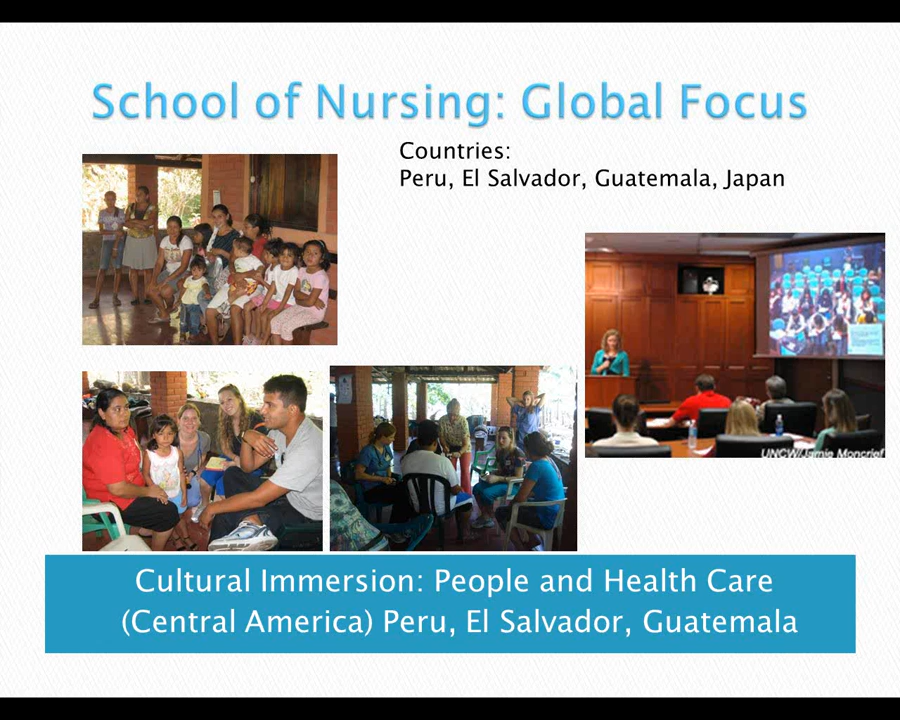 School of Nursing: Global Focus
Countries:
Peru, El Salvador, Guatemala, Japan
UNCW/Jamie Moncrief
Cultural Immersion: People and Health Care
(Central America) Peru, El Salvador, Guatemala